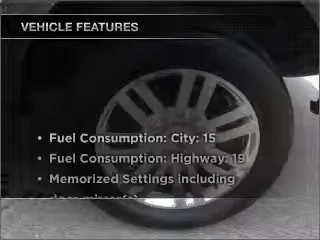 VEHICLE FEATURES
• Fuel Consumption: City: 15
• Fuel Consumption: Highway: 19
• Memorized Settings including